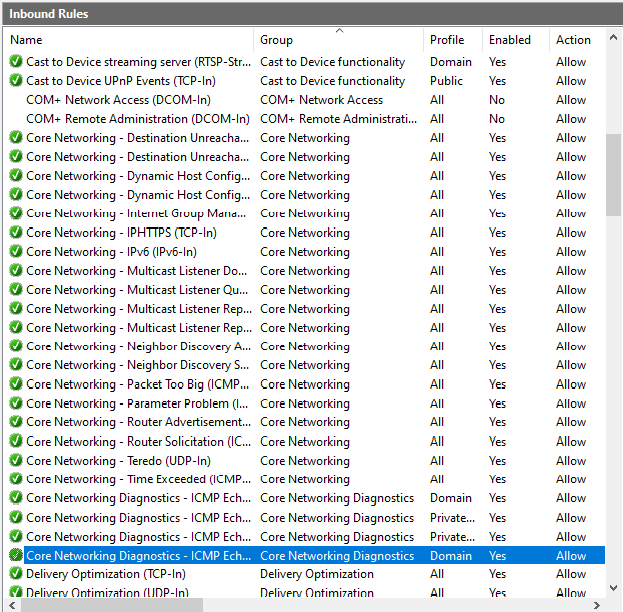 Inbound Rules
Name Group Profile Enabled Action
Cast to Device streaming server (RTSP-Str... Cast to Device functionality Domain Yes Allow
Cast to Device UPnP Events (TCP-In) Cast to Device functionality Public Yes Allow
COM+ Network Access (DCOM-In) COM+ Network Access All No Allow
COM+ Remote Administration (DCOM-In) COM+ Remote Administrati... All No Allow
Core Networking - Destination Unreacha... Core Networking All Yes Allow
Core Networking - Destination Unreacha... Core Networking All Yes Allow
Core Networking - Dynamic Host Config... Core Networking All Yes Allow
Core Networking - Dynamic Host Config... Core Networking All Yes Allow
Core Networking - Internet Group Mana... Core Networking All Yes Allow
Core Networking - IPHTTPS (TCP-In) Core Networking All Yes Allow
Core Networking - IPv6 (IPv6-In) Core Networking All Yes Allow
Core Networking - Multicast Listener Do... Core Networking All Yes Allow
Core Networking - Multicast Listener Qu... Core Networking All Yes Allow
Core Networking - Multicast Listener Rep... Core Networking All Yes Allow
Core Networking - Multicast Listener Rep... Core Networking All Yes Allow
Core Networking - Neighbor Discovery A... Core Networking All Yes Allow
Core Networking - Neighbor Discovery S... Core Networking All Yes Allow
Core Networking - Packet Too Big (ICMP... Core Networking All Yes Allow
Core Networking - Parameter Problem (I... Core Networking All Yes Allow
Core Networking - Router Advertisement... Core Networking All Yes Allow
Core Networking - Router Solicitation (IC... Core Networking All Yes Allow
Core Networking - Teredo (UDP-In) Core Networking All Yes Allow
Core Networking - Time Exceeded (ICMP... Core Networking All Yes Allow
Core Networking Diagnostics - ICMP Ech... Core Networking Diagnostics Domain Yes Allow
Core Networking Diagnostics - ICMP Ech... Core Networking Diagnostics Private... Yes Allow
Core Networking Diagnostics - ICMP Ech... Core Networking Diagnostics Private... Yes Allow
Core Networking Diagnostics - ICMP Ech... Core Networking Diagnostics Domain Yes Allow
Delivery Optimization (TCP-In) Delivery Optimization All Yes Allow
Delivery Optimization (UDP-In) Delivery Optimization All Yes Allow